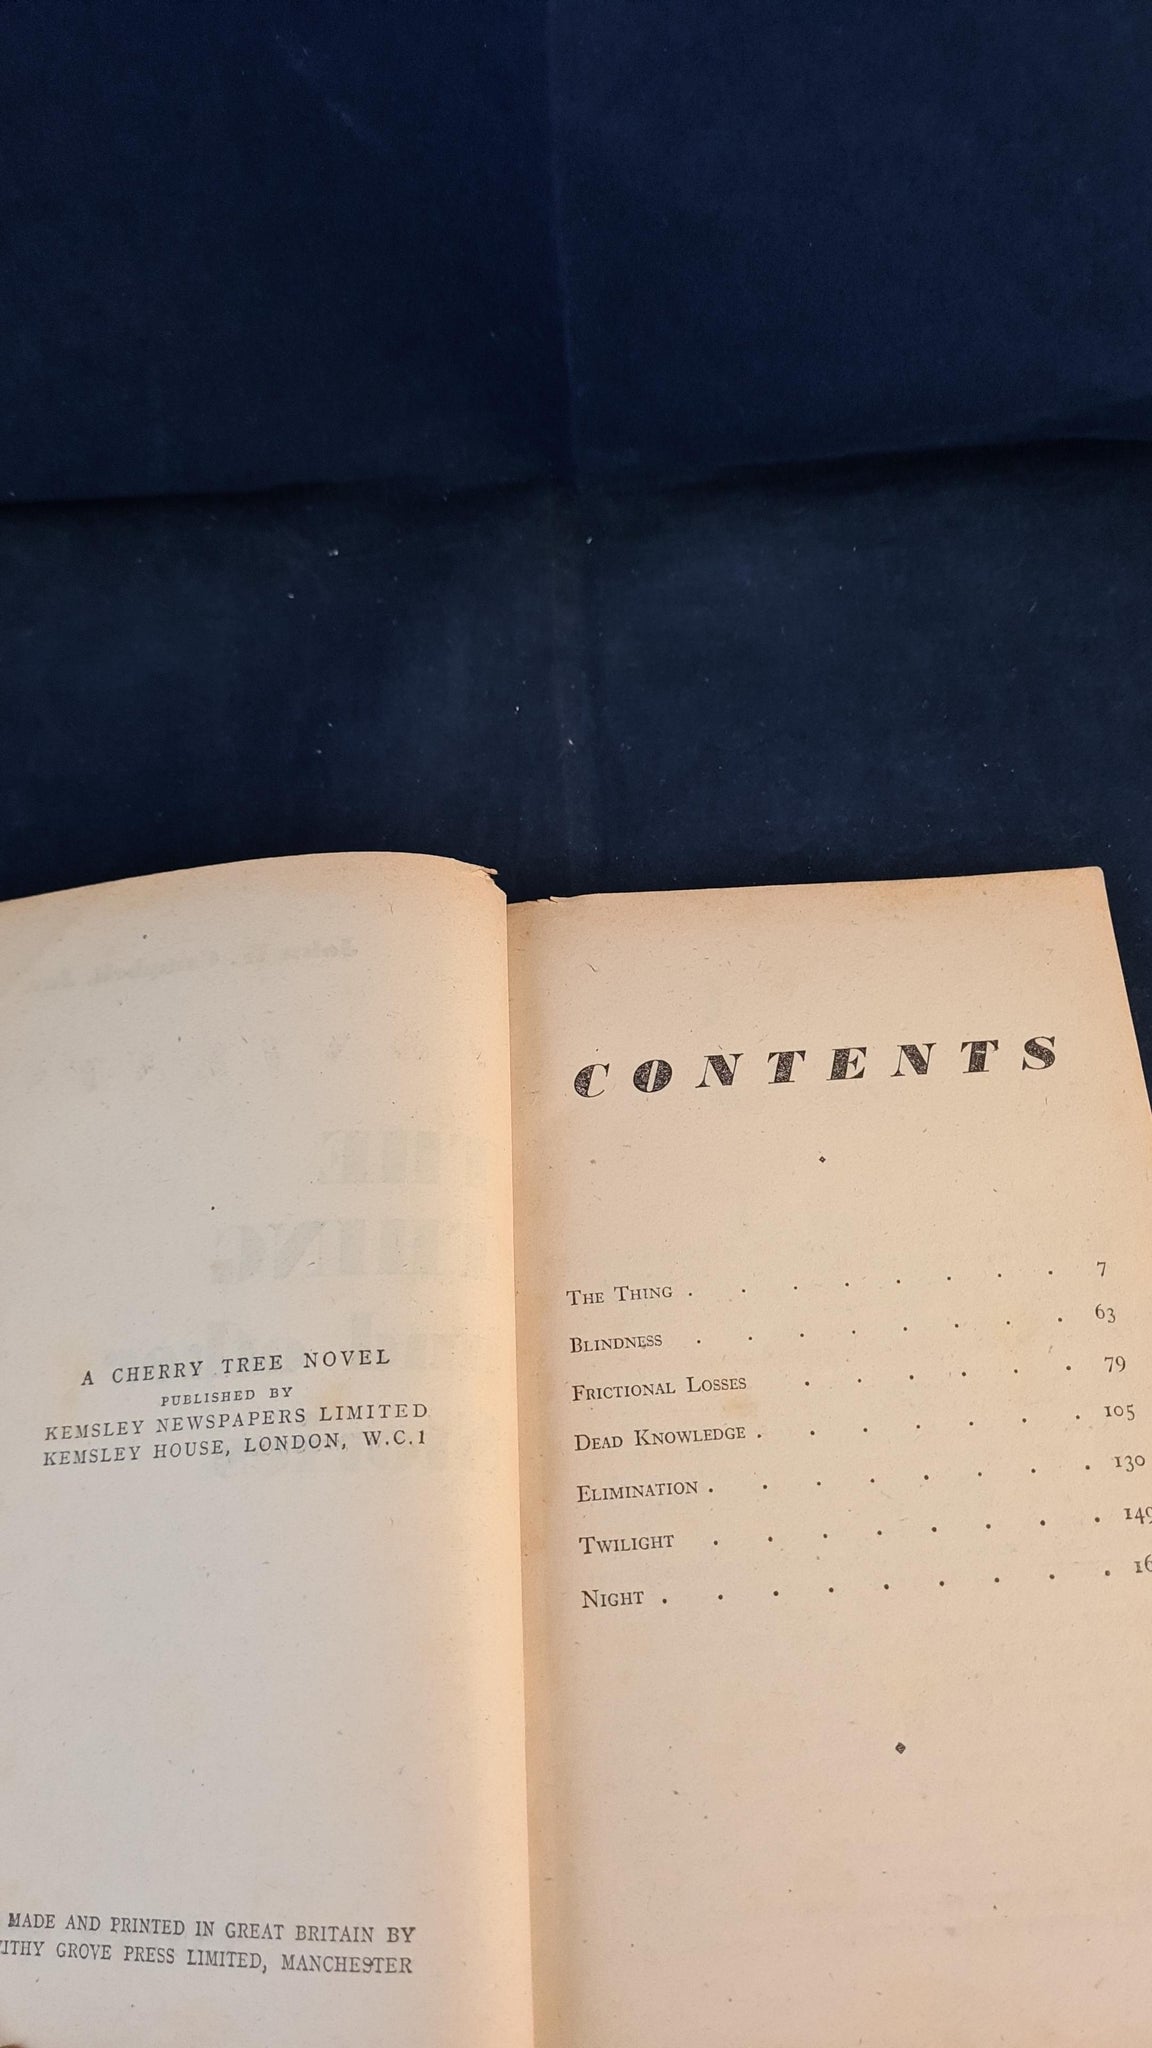 A CHERRY TREE NOVEL
PUBLISHED BY
KEMSLEY NEWSPAPERS LIMITED
KEMSLEY HOUSE, LONDON, W.C.1
MADE AND PRINTED IN GREAT BRITAIN BY
GROVE PRESS LIMITED, MANCHESTER
CONTENTS
THE THING . . . . . . . . 7
BLINDNESS . . . . . . . . 63
FRICTIONAL LOSSES . . . . . . 79
DEAD KNOWLEDGE . . . . . . . 105
ELIMINATION . . . . . . . . 130
TWILIGHT . . . . . . . . 149
NIGHT . . . . . . . . .